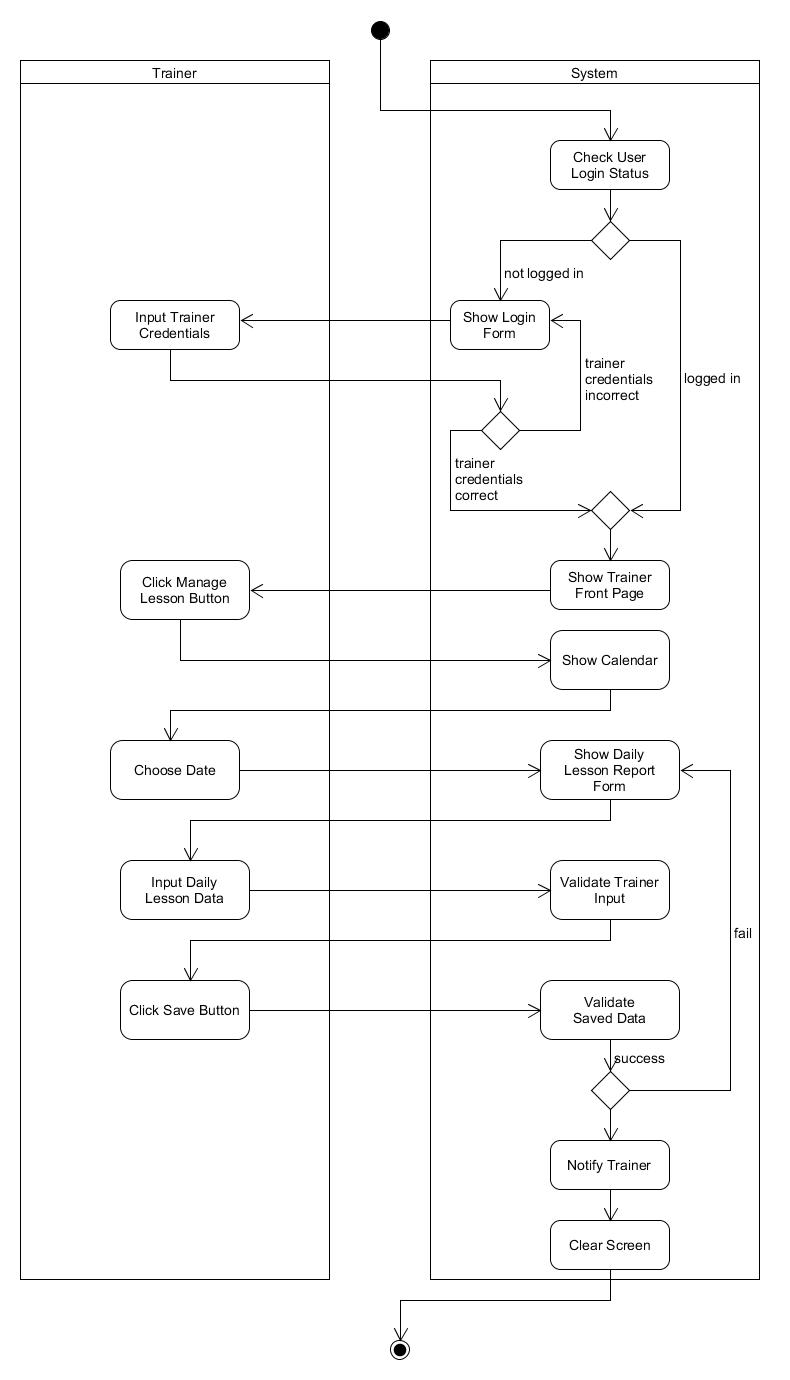 Trainer
System
Check User
Login Status
not logged in
Input Trainer
Credentials
Show Login
Form
trainer
credentials
incorrect
logged in
trainer
credentials
correct
Click Manage
Lesson Button
Show Trainer
Front Page
Show Calendar
Choose Date
Show Daily
Lesson Report
Form
Input Daily
Lesson Data
Validate Trainer
Input
fail
Click Save Button
Validate
Saved Data
success
Notify Trainer
Clear Screen